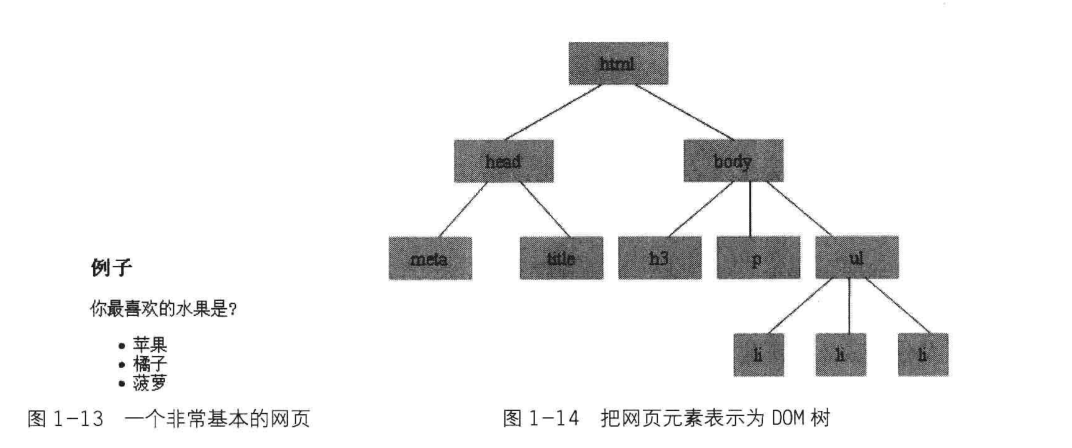 html
head
body
meta
title
h3
p
ul
li
li
li
例子
你最喜欢的水果是?
• 苹果
• 橘子
• 菠萝
图 1-13 一个非常基本的网页
图 1-14 把网页元素表示为 DOM 树